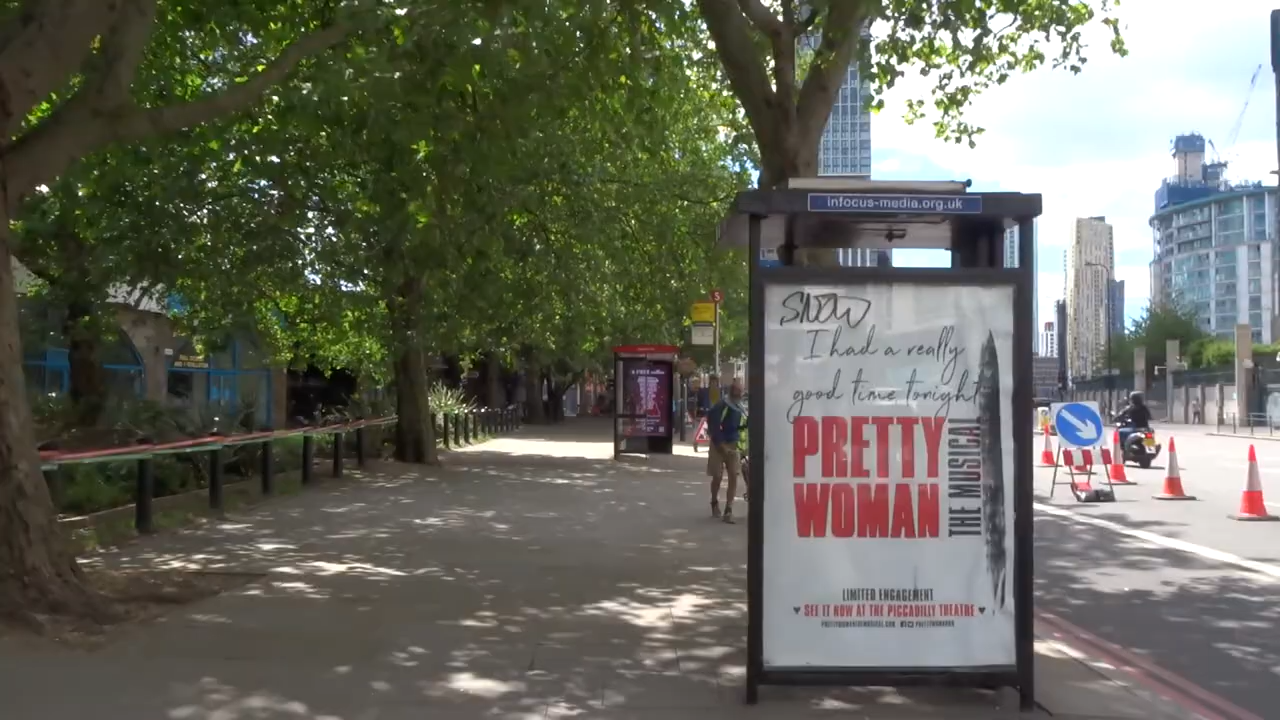 infocus-media.org.uk
SNOW
I had a really
good time tonight
PRETTY
WOMAN
THE MUSICAL
LIMITED ENGAGEMENT
♥ SEE IT NOW AT THE PICCADILLY THEATRE ♥
S